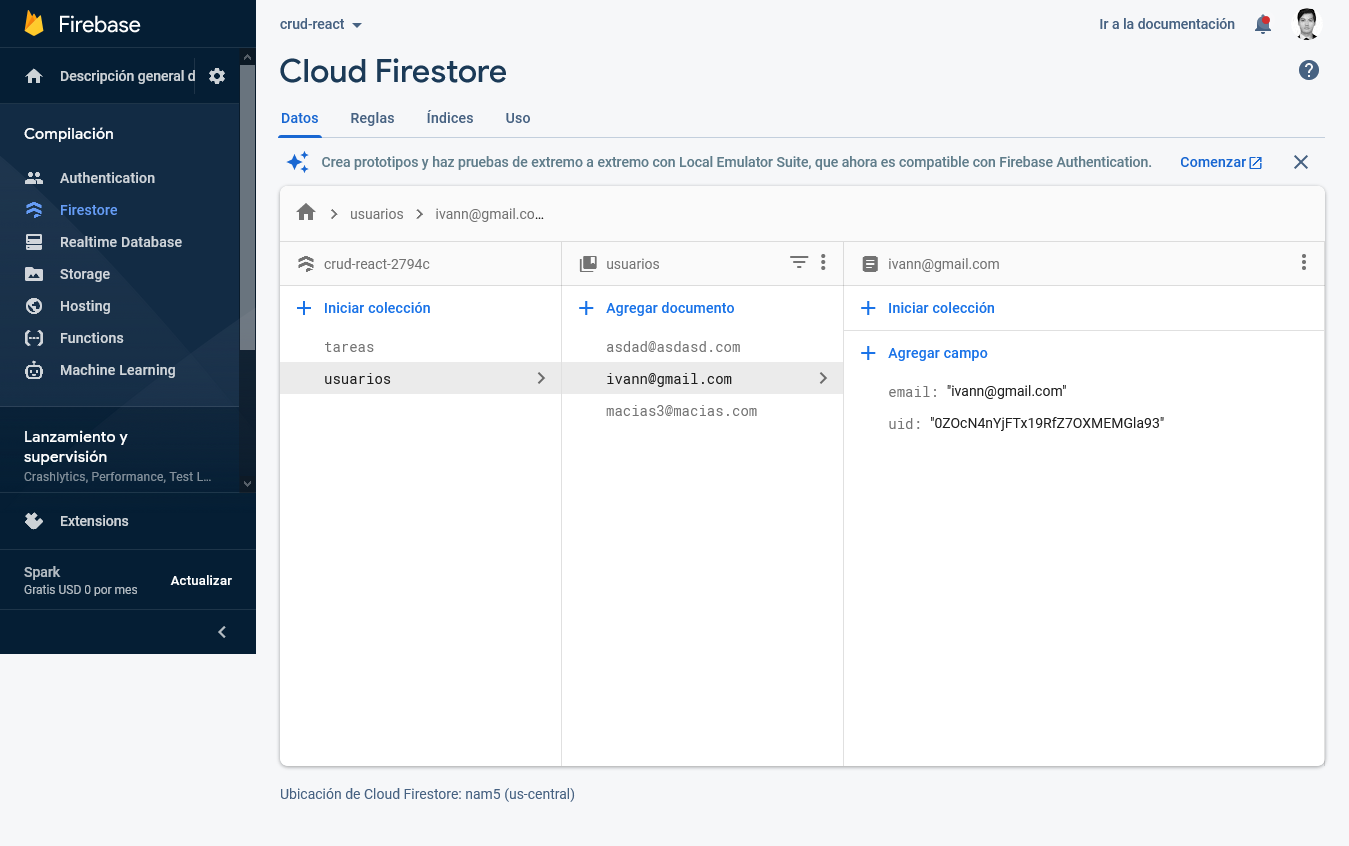 Firebase
Descripción general d
Compilación
Authentication
Firestore
Realtime Database
Storage
Hosting
Functions
Machine Learning
Lanzamiento y
supervisión
Crashlytics, Performance, Test L...
Extensions
Spark
Gratis USD 0 por mes
Actualizar
crud-react
Ir a la documentación
Cloud Firestore
Datos Reglas Índices Uso
Crea prototipos y haz pruebas de extremo a extremo con Local Emulator Suite, que ahora es compatible con Firebase Authentication. Comenzar
usuarios ivann@gmail.co...
crud-react-2794c
Iniciar colección
tareas
usuarios
usuarios
Agregar documento
asdad@asdasd.com
ivann@gmail.com
macias3@macias.com
ivann@gmail.com
Iniciar colección
Agregar campo
email: "ivann@gmail.com"
uid: "0ZOcN4nYjFTx19RfZ7OXMEMGla93"
Ubicación de Cloud Firestore: nam5 (us-central)